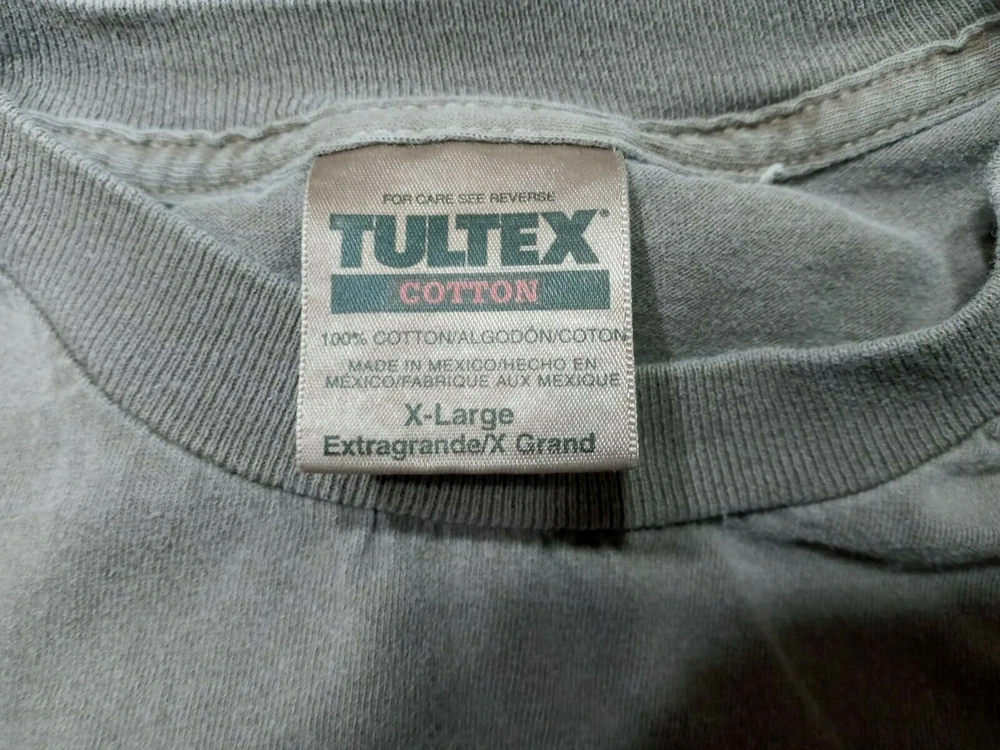 FOR CARE SEE REVERSE
TULTEX®
COTTON
100% COTTON/ALGODÓN/COTON
MADE IN MEXICO/HECHO EN
MEXICO/FABRIQUE AUX MEXIQUE
X-Large
Extragrande/X Grand